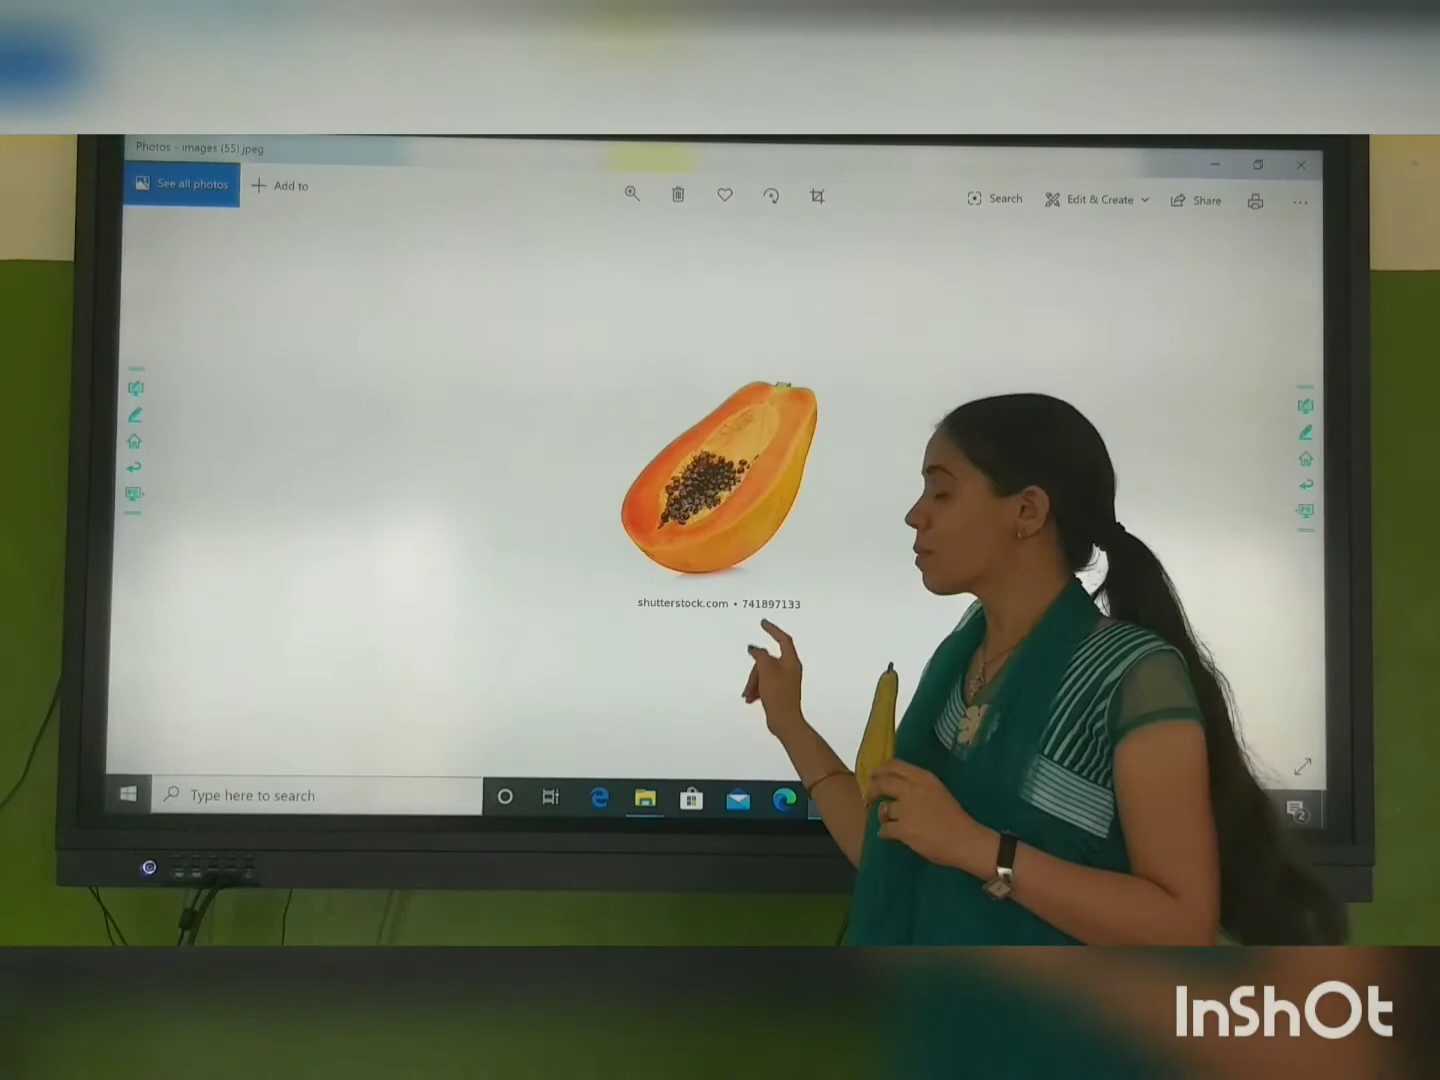 Photos - images (55).jpeg
See all photos
Add to
Search
Edit & Create
Share
shutterstock.com • 741897133
Type here to search
2
InShOt